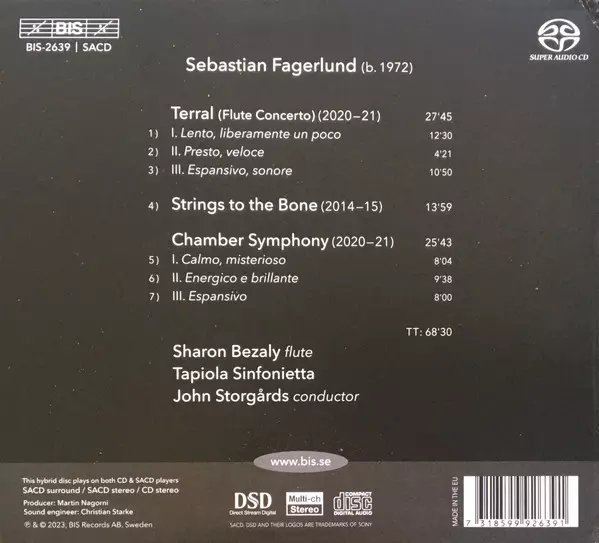 BIS
BIS-2639 | SACD
SUPER AUDIO CD
Sebastian Fagerlund (b. 1972)
Terral (Flute Concerto) (2020–21) 27'45
1) I. Lento, liberamente un poco 12'30
2) II. Presto, veloce 4'21
3) III. Espansivo, sonore 10'50
4) Strings to the Bone (2014–15) 13'59
Chamber Symphony (2020–21) 25'43
5) I. Calmo, misterioso 8'04
6) II. Energico e brillante 9'38
7) III. Espansivo 8'00
TT: 68'30
Sharon Bezaly flute
Tapiola Sinfonietta
John Storgårds conductor
www.bis.se
This hybrid disc plays on both CD & SACD players
SACD surround / SACD stereo / CD stereo
Producer: Martin Nagorni
Sound engineer: Christian Starke
℗ & © 2023, BIS Records AB, Sweden
DSD
Direct Stream Digital
Multi-ch
Stereo
COMPACT
disc
DIGITAL AUDIO
SACD, DSD AND THEIR LOGOS ARE TRADEMARKS OF SONY
MADE IN THE EU
7 318599 926391